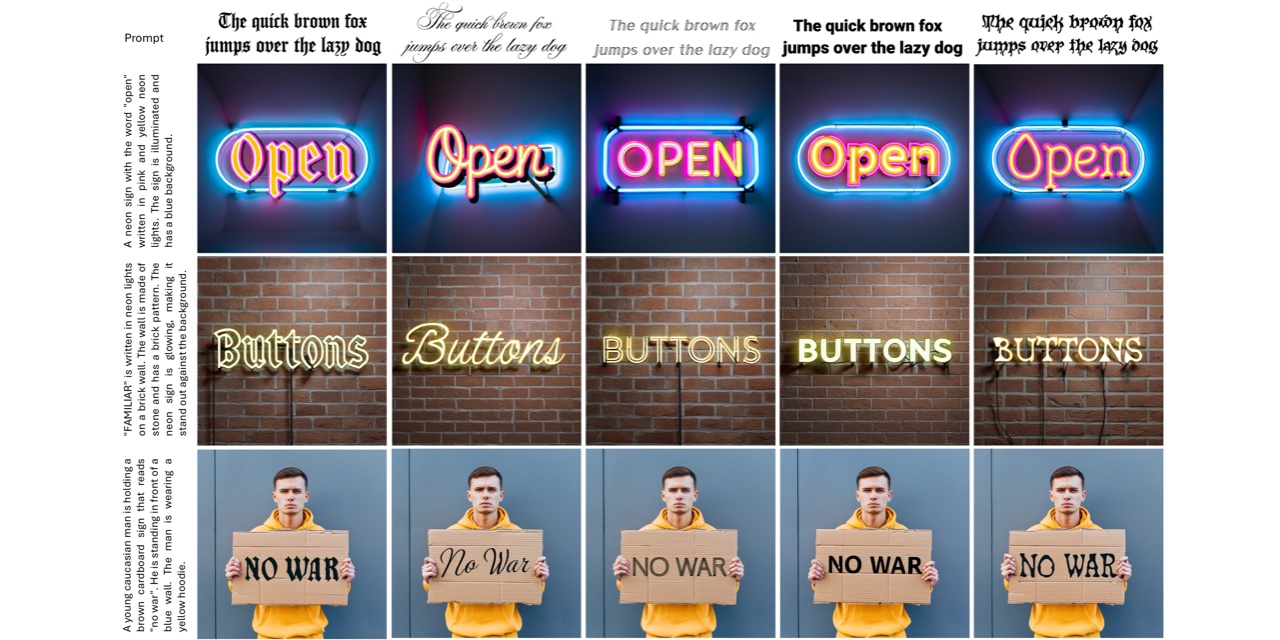 Prompt
The quick brown fox
jumps over the lazy dog
The quick brown fox
jumps over the lazy dog
The quick brown fox
jumps over the lazy dog
The quick brown fox
jumps over the lazy dog
The quick brown fox
jumps over the lazy dog
A neon sign with the word "open"
written in pink and yellow neon
lights. The sign is illuminated and
has a blue background.
Open
Open
OPEN
Open
Open
"FAMILIAR" is written in neon lights
on a brick wall. The wall is made of
stone and has a brick pattern. The
neon sign is glowing, making it
stand out against the background.
Buttons
Buttons
BUTTONS
BUTTONS
BUTTONS
A young caucasian man is holding a
brown cardboard sign that reads
"no war". He is standing in front of a
blue wall. The man is wearing a
yellow hoodie.
NO WAR
No War
NO WAR
NO WAR
NO WAR